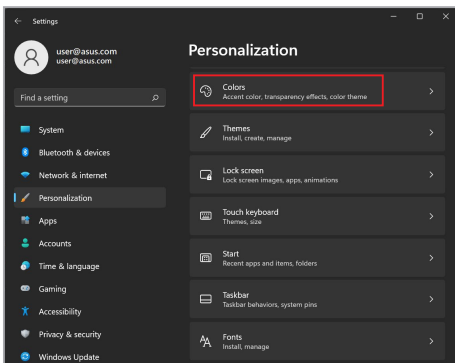 Settings
user@asus.com
user@asus.com
Find a setting
System
Bluetooth & devices
Network & internet
Personalization
Apps
Accounts
Time & language
Gaming
Accessibility
Privacy & security
Windows Update
Personalization
Colors
Accent color, transparency effects, color theme
Themes
Install, create, manage
Lock screen
Lock screen images, apps, animations
Touch keyboard
Themes, size
Start
Recent apps and items, folders
Taskbar
Taskbar behaviors, system pins
Fonts
Install, manage